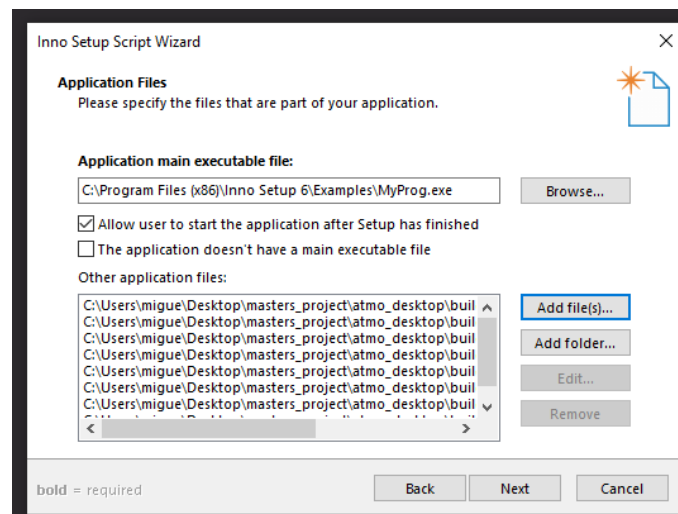 Inno Setup Script Wizard
Application Files
Please specify the files that are part of your application.
Application main executable file:
C:\Program Files (x86)\Inno Setup 6\Examples\MyProg.exe
Browse...
Allow user to start the application after Setup has finished
The application doesn't have a main executable file
Other application files:
C:\Users\migue\Desktop\masters_project\atmo_desktop\buil
C:\Users\migue\Desktop\masters_project\atmo_desktop\buil
C:\Users\migue\Desktop\masters_project\atmo_desktop\buil
C:\Users\migue\Desktop\masters_project\atmo_desktop\buil
C:\Users\migue\Desktop\masters_project\atmo_desktop\buil
C:\Users\migue\Desktop\masters_project\atmo_desktop\buil
C:\Users\migue\Desktop\masters_project\atmo_desktop\buil
Add file(s)...
Add folder...
Edit...
Remove
bold = required
Back
Next
Cancel